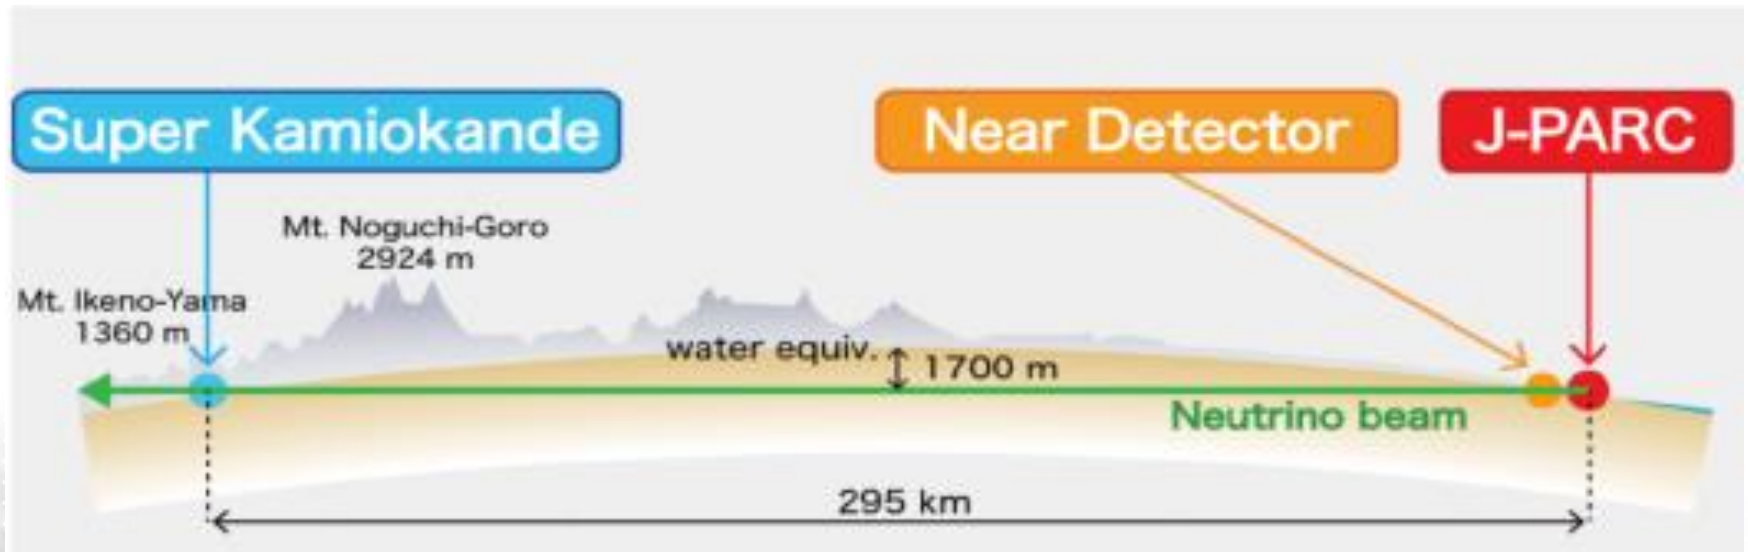 Super Kamiokande
Near Detector
J-PARC
Mt. Noguchi-Goro
2924 m
Mt. Ikeno-Yama
1360 m
water equiv.
1700 m
Neutrino beam
295 km